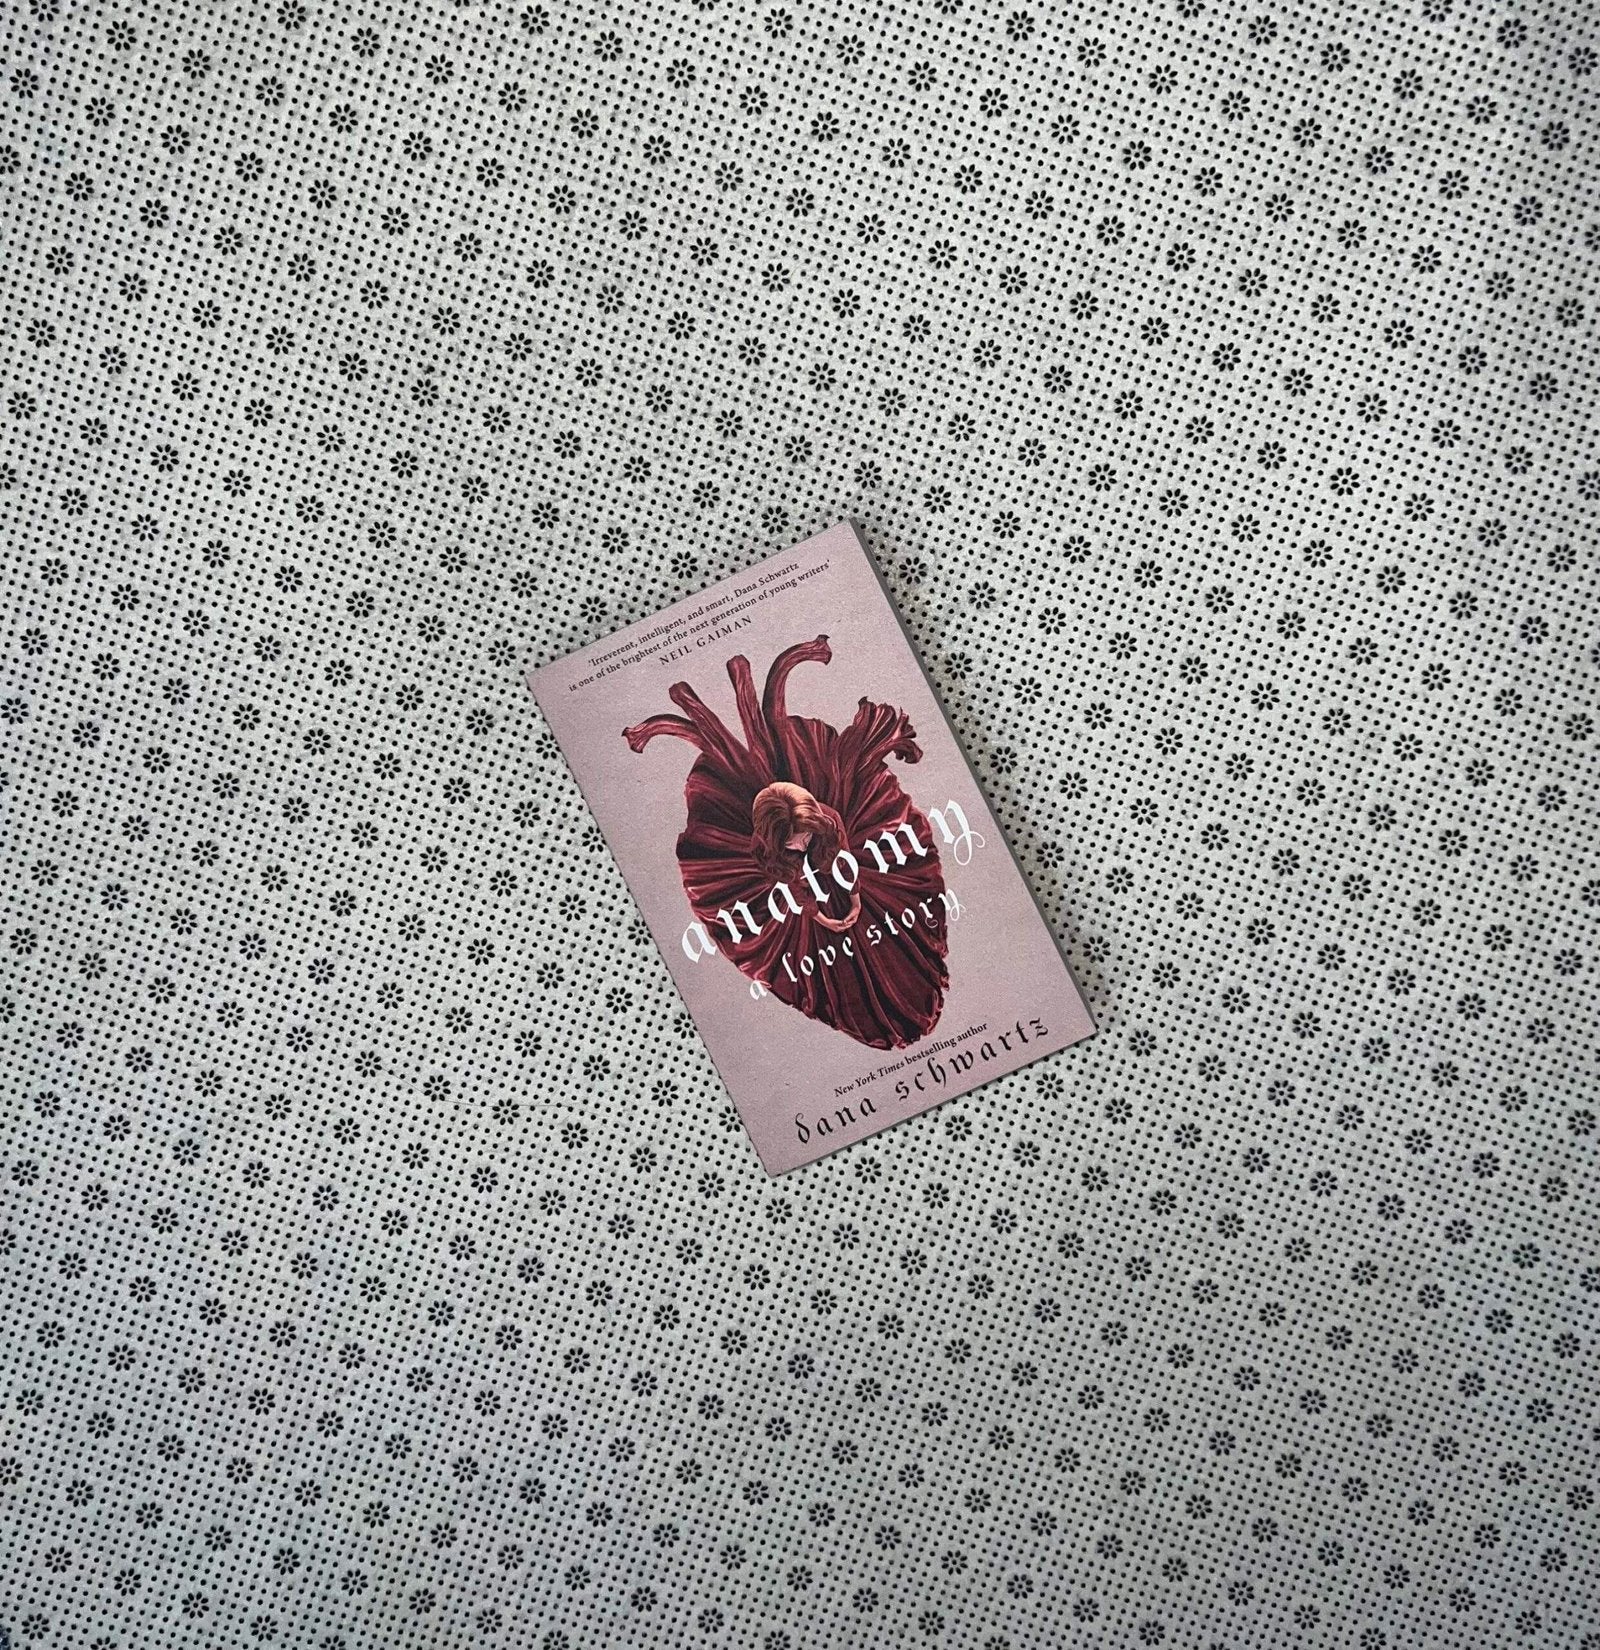 'Irreverent, intelligent, and smart, Dana Schwartz
is one of the brightest of the next generation of young writers'
NEIL GAIMAN
anatomy
a love story
New York Times bestselling author
dana schwartz